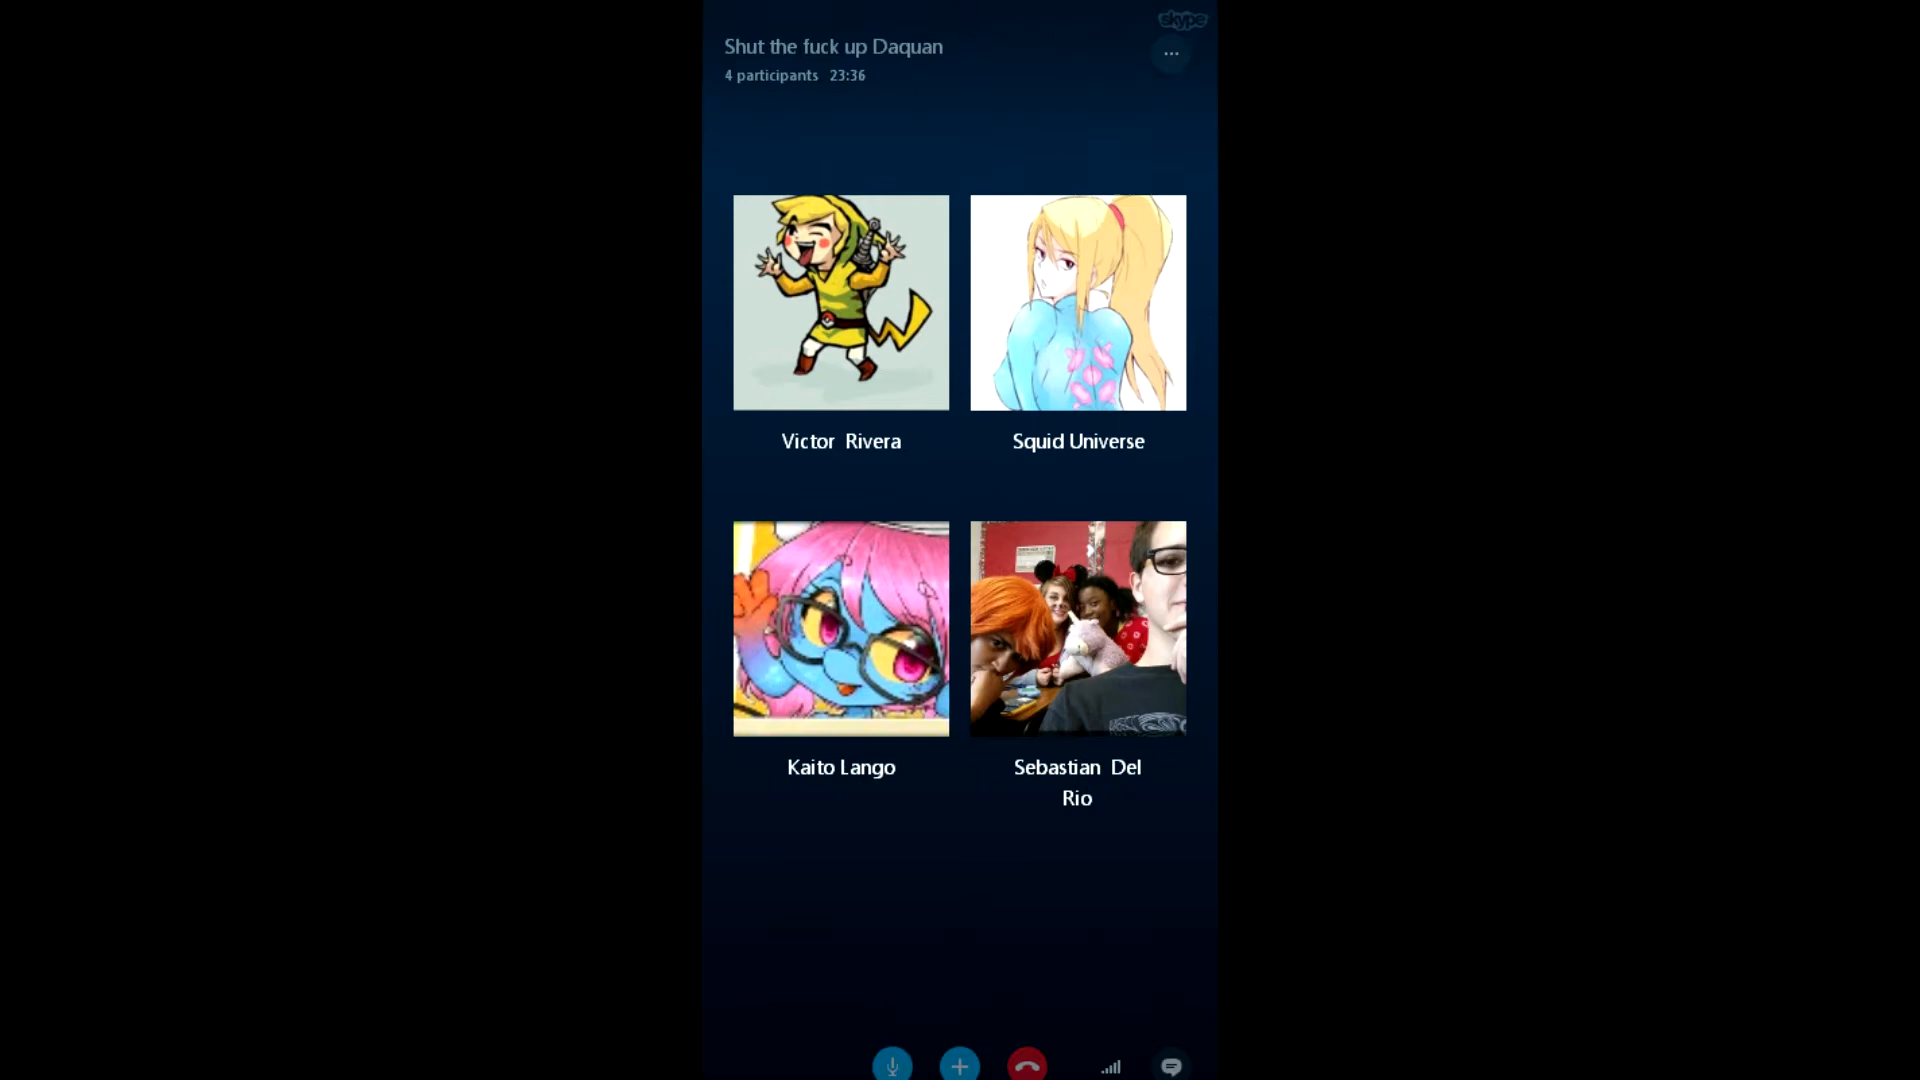 skype
Shut the fuck up Daquan
4 participants 23:36
Victor Rivera
Squid Universe
Kaito Lango
Sebastian Del
Rio